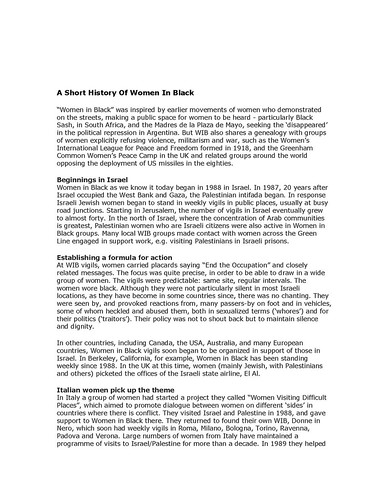 A Short History Of Women In Black
“Women in Black” was inspired by earlier movements of women who demonstrated
on the streets, making a public space for women to be heard - particularly Black
Sash, in South Africa, and the Madres de la Plaza de Mayo, seeking the ‘disappeared’
in the political repression in Argentina. But WIB also shares a genealogy with groups
of women explicitly refusing violence, militarism and war, such as the Women’s
International League for Peace and Freedom formed in 1918, and the Greenham
Common Women’s Peace Camp in the UK and related groups around the world
opposing the deployment of US missiles in the eighties.
Beginnings in Israel
Women in Black as we know it today began in 1988 in Israel. In 1987, 20 years after
Israel occupied the West Bank and Gaza, the Palestinian intifada began. In response
Israeli Jewish women began to stand in weekly vigils in public places, usually at busy
road junctions. Starting in Jerusalem, the number of vigils in Israel eventually grew
to almost forty. In the north of Israel, where the concentration of Arab communities
is greatest, Palestinian women who are Israeli citizens were also active in Women in
Black groups. Many local WIB groups made contact with women across the Green
Line engaged in support work, e.g. visiting Palestinians in Israeli prisons.
Establishing a formula for action
At WIB vigils, women carried placards saying “End the Occupation” and closely
related messages. The focus was quite precise, in order to be able to draw in a wide
group of women. The vigils were predictable: same site, regular intervals. The
women wore black. Although they were not particularly silent in most Israeli
locations, as they have become in some countries since, there was no chanting. They
were seen by, and provoked reactions from, many passers-by on foot and in vehicles,
some of whom heckled and abused them, both in sexualized terms (‘whores’) and for
their politics (‘traitors’). Their policy was not to shout back but to maintain silence
and dignity.
In other countries, including Canada, the USA, Australia, and many European
countries, Women in Black vigils soon began to be organized in support of those in
Israel. In Berkeley, California, for example, Women in Black has been standing
weekly since 1988. In the UK at this time, women (mainly Jewish, with Palestinians
and others) picketed the offices of the Israeli state airline, El Al.
Italian women pick up the theme
In Italy a group of women had started a project they called “Women Visiting Difficult
Places”, which aimed to promote dialogue between women on different ‘sides’ in
countries where there is conflict. They visited Israel and Palestine in 1988, and gave
support to Women in Black there. They returned to found their own WIB, Donne in
Nero, which soon had weekly vigils in Roma, Milano, Bologna, Torino, Ravenna,
Padova and Verona. Large numbers of women from Italy have maintained a
programme of visits to Israel/Palestine for more than a decade. In 1989 they helped